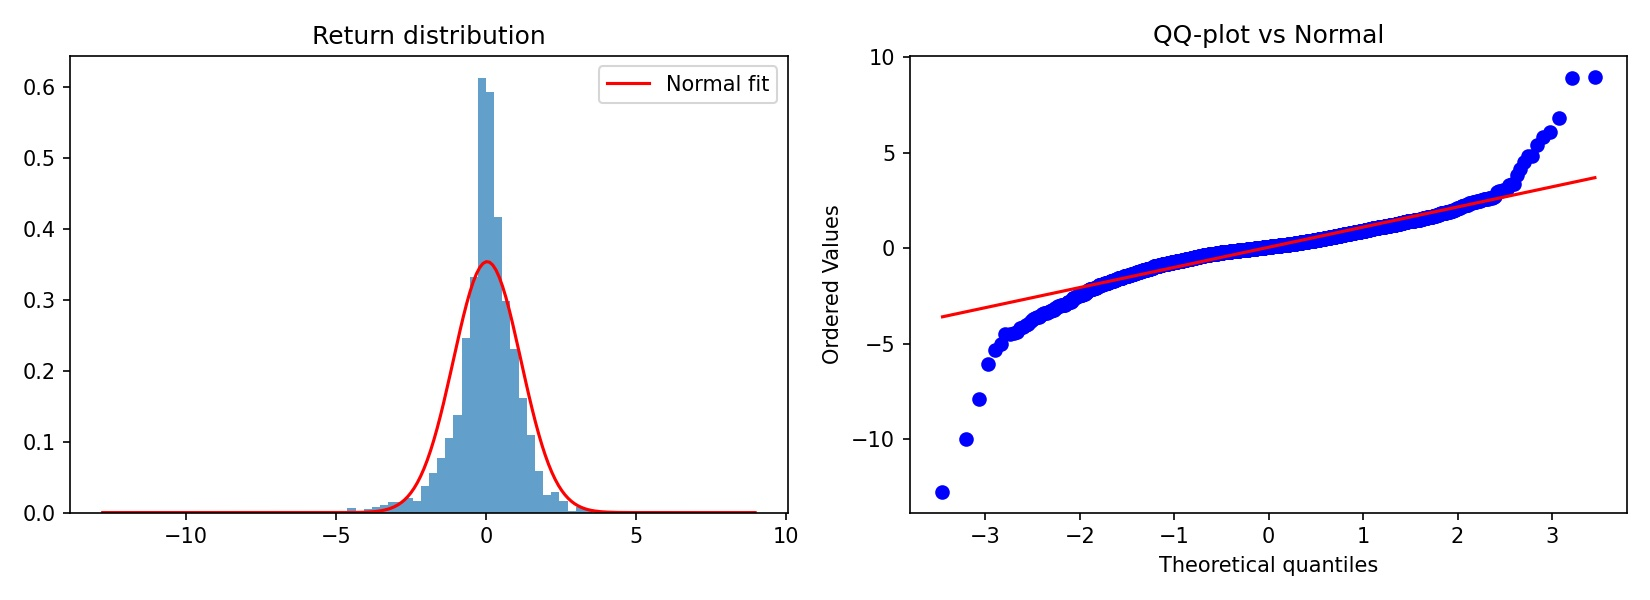 Return distribution
Normal fit
0.6
0.5
0.4
0.3
0.2
0.1
0.0
−10 −5 0 5 10
QQ-plot vs Normal
Ordered Values
10
5
0
−5
−10
−3 −2 −1 0 1 2 3
Theoretical quantiles